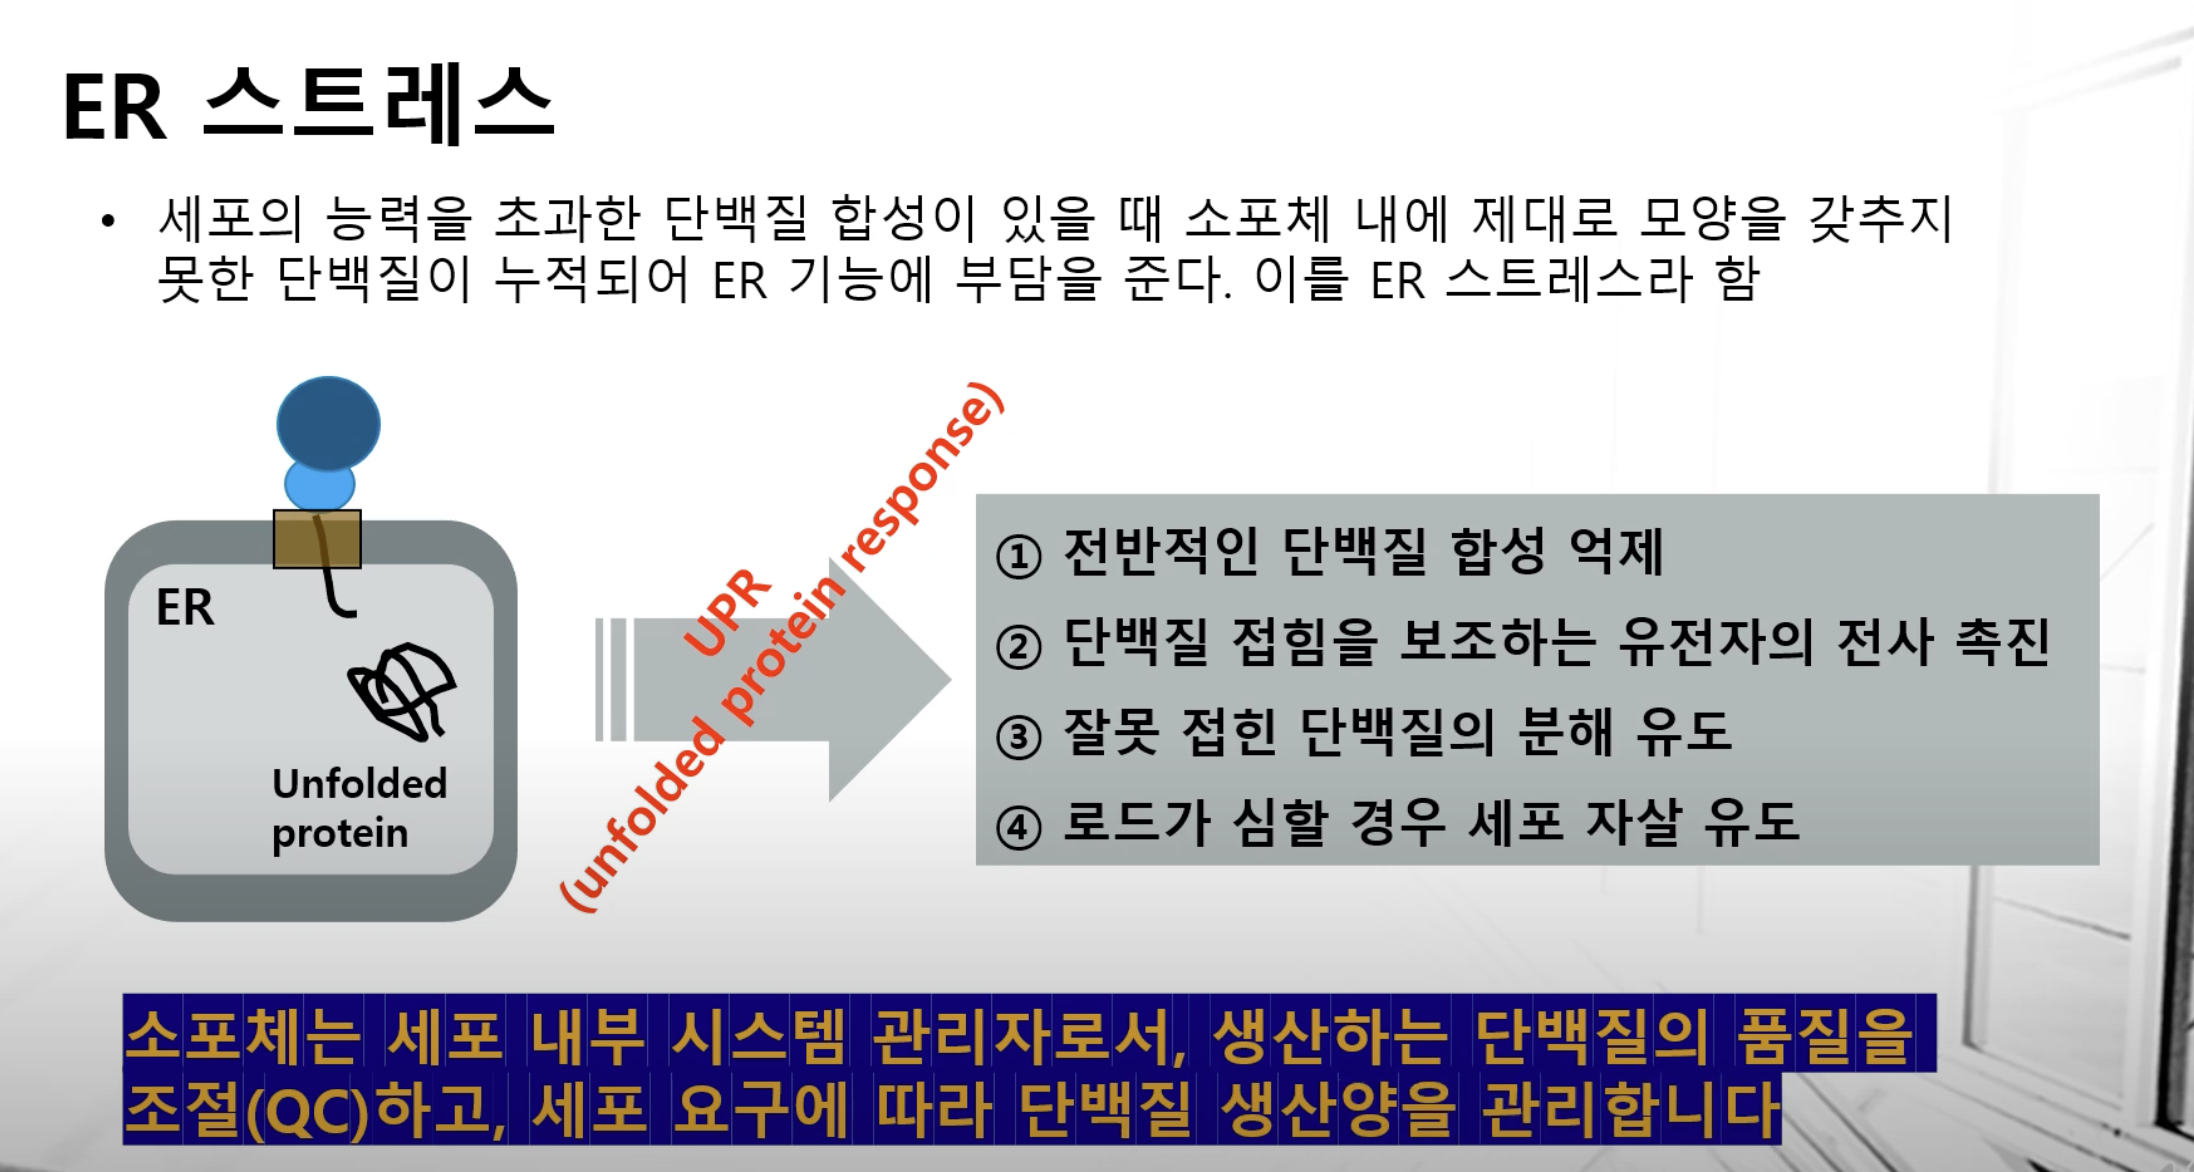 ER 스트레스
• 세포의 능력을 초과한 단백질 합성이 있을 때 소포체 내에 제대로 모양을 갖추지
못한 단백질이 누적되어 ER 기능에 부담을 준다. 이를 ER 스트레스라 함
ER
Unfolded
protein
UPR
(unfolded protein response)
① 전반적인 단백질 합성 억제
② 단백질 접힘을 보조하는 유전자의 전사 촉진
③ 잘못 접힌 단백질의 분해 유도
④ 로드가 심할 경우 세포 자살 유도
소포체는 세포 내부 시스템 관리자로서, 생산하는 단백질의 품질을
조절(QC)하고, 세포 요구에 따라 단백질 생산양을 관리합니다